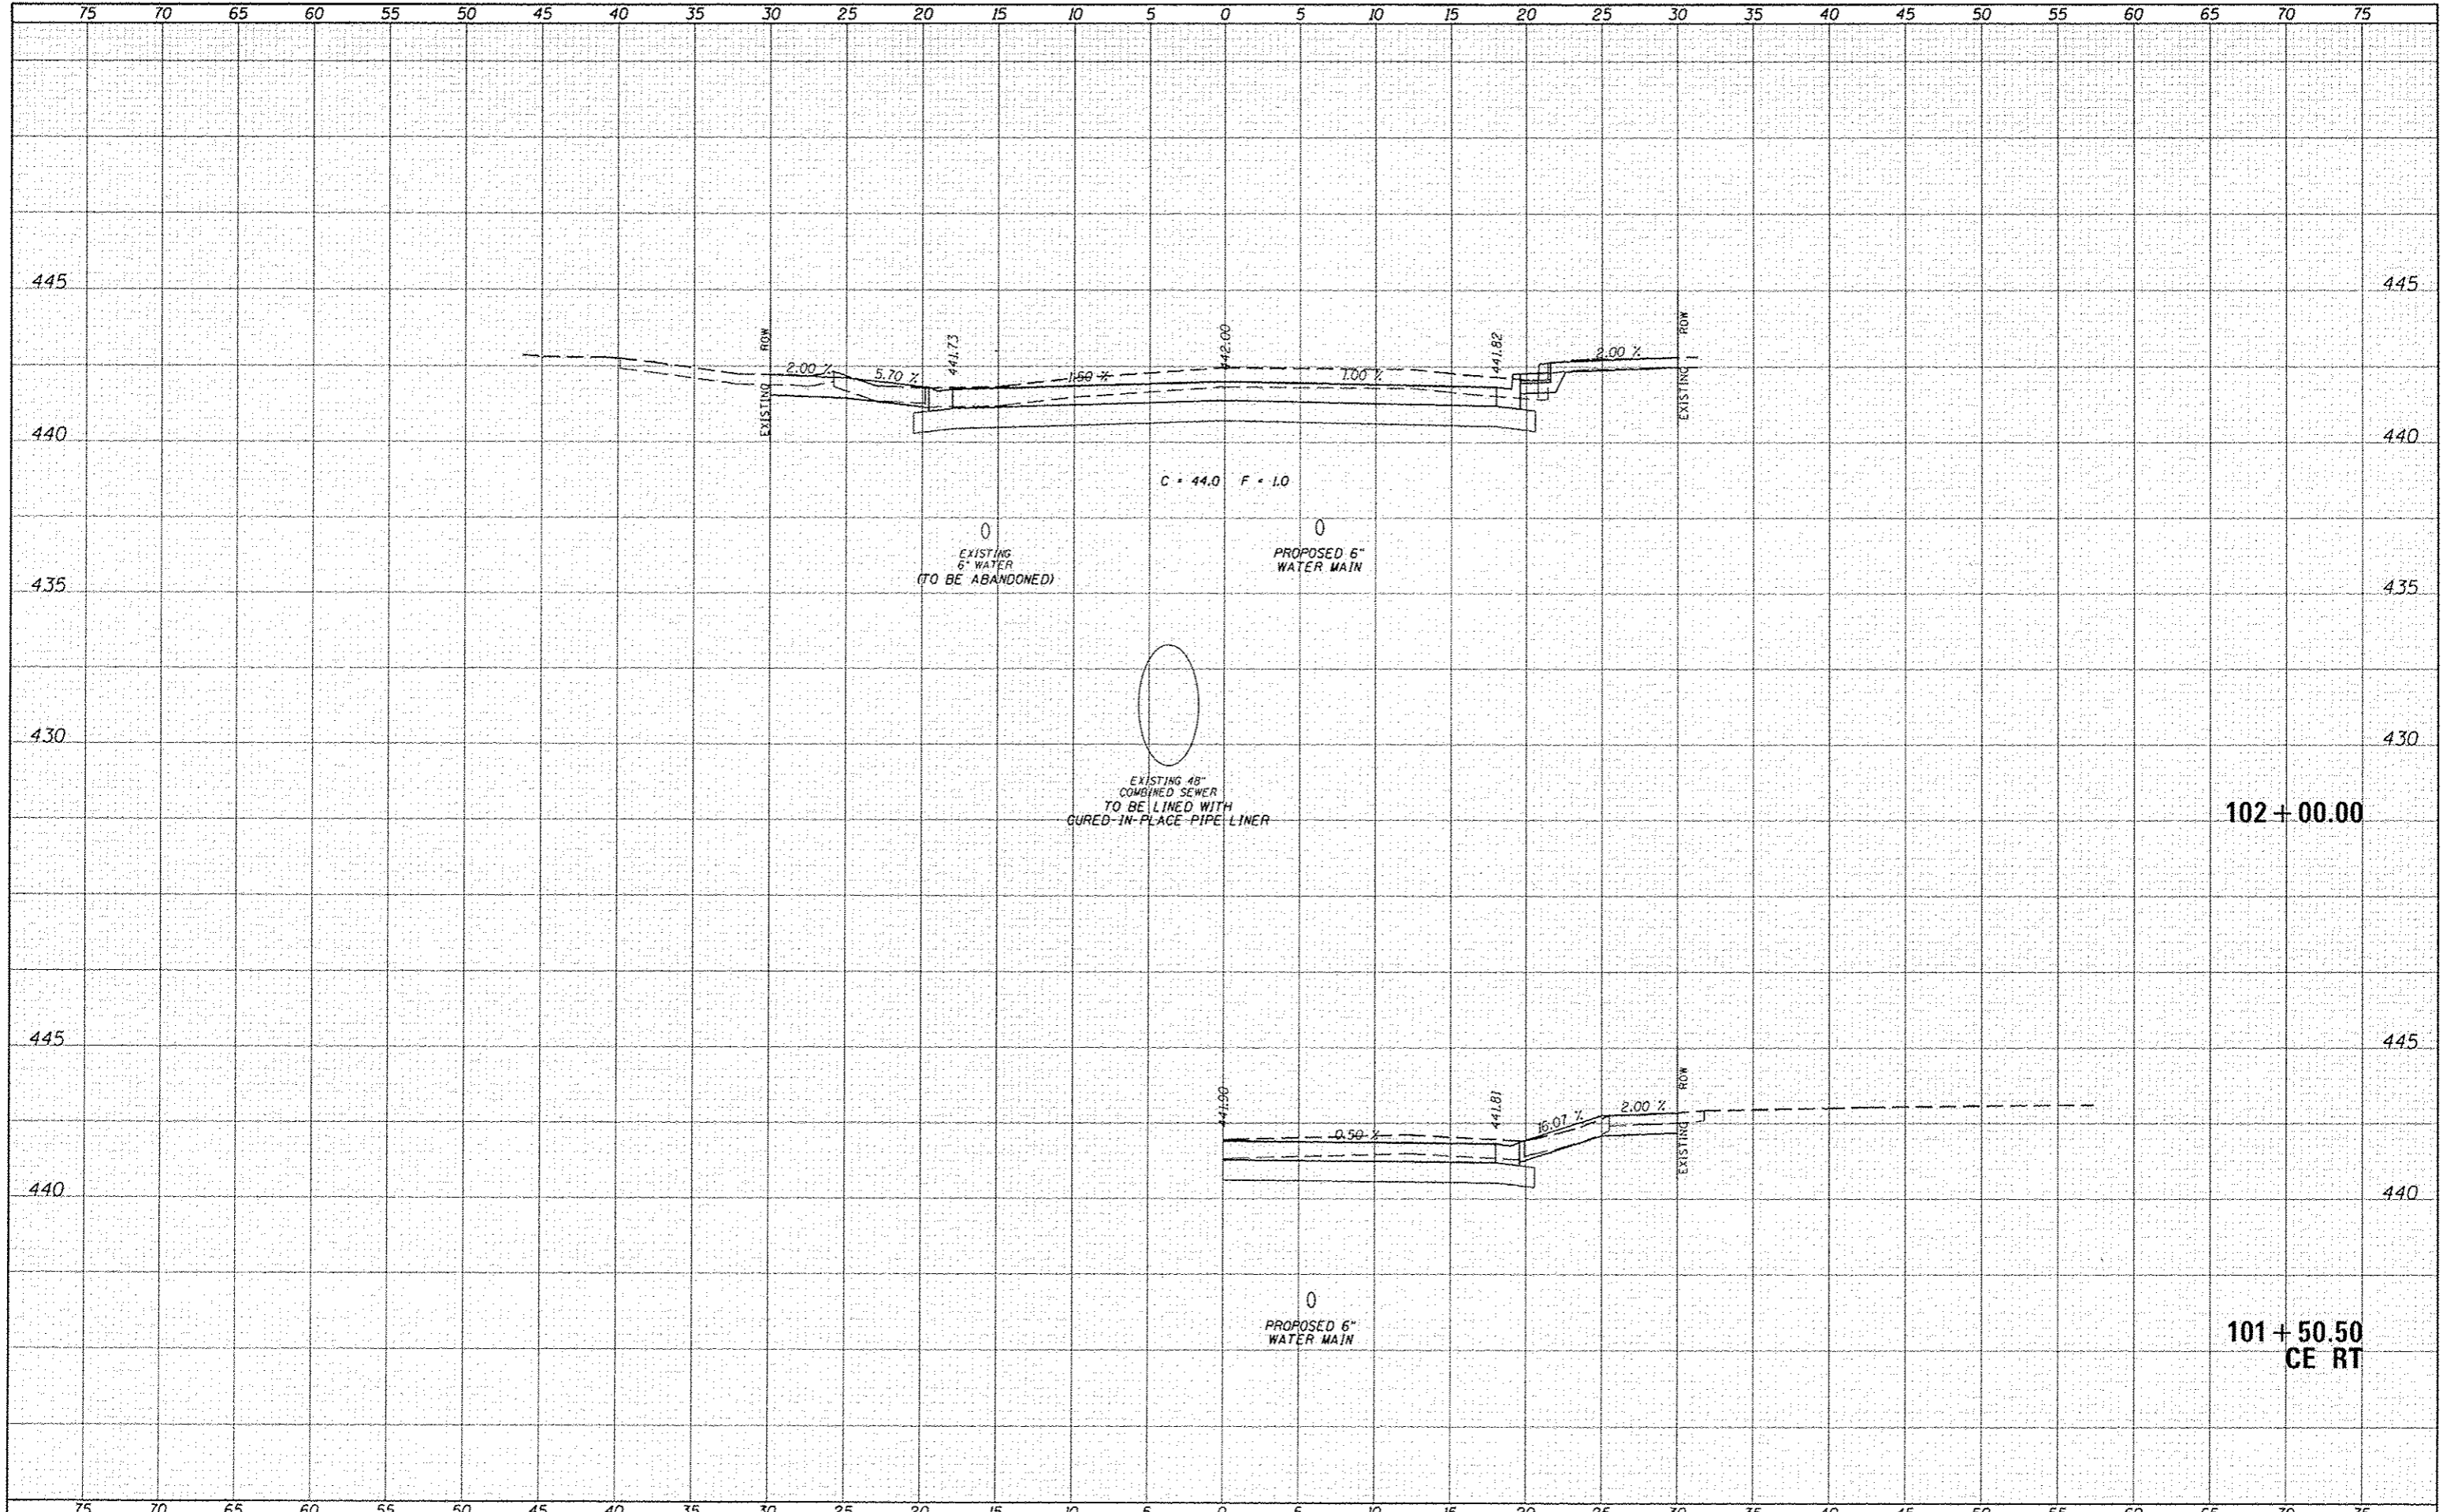 75 70 65 60 55 50 45 40 35 30 25 20 15 10 5 0 5 10 15 20 25 30 35 40 45 50 55 60 65 70 75
445 445
ROW
EXISTING
2.00 %
5.70 %
441.73
1.50 %
442.00
1.00 %
441.82
2.00 %
ROW
EXISTING
440 440
C = 44.0 F = 1.0
EXISTING
6" WATER
(TO BE ABANDONED)
PROPOSED 6"
WATER MAIN
435 435
430 430
EXISTING 48"
COMBINED SEWER
TO BE LINED WITH
CURED-IN-PLACE PIPE LINER
102+00.00
445 445
441.90
0.50 %
441.81
16.07 %
2.00 %
ROW
EXISTING
440 440
PROPOSED 6"
WATER MAIN
101+50.50
CE RT
75 70 65 60 55 50 45 40 35 30 25 20 15 10 5 0 5 10 15 20 25 30 35 40 45 50 55 60 65 70 75